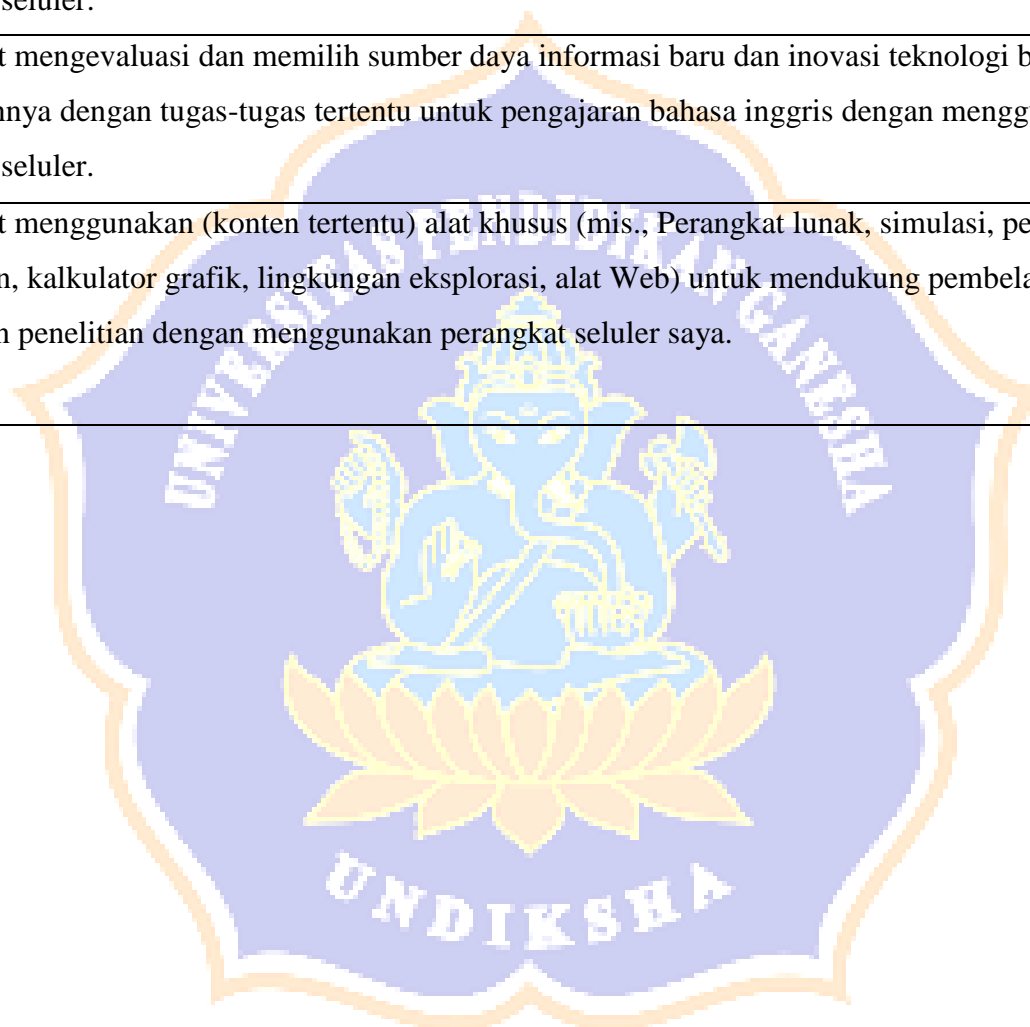 seluler.
t mengevaluasi dan memilih sumber daya informasi baru dan inovasi teknologi b
nnya dengan tugas-tugas tertentu untuk pengajaran bahasa inggris dengan mengg
seluler.
t menggunakan (konten tertentu) alat khusus (mis., Perangkat lunak, simulasi, pe
n, kalkulator grafik, lingkungan eksplorasi, alat Web) untuk mendukung pembela
n penelitian dengan menggunakan perangkat seluler saya.
UNIVERSITAS PENDIDIKAN GANESHA
UNDIKSHA